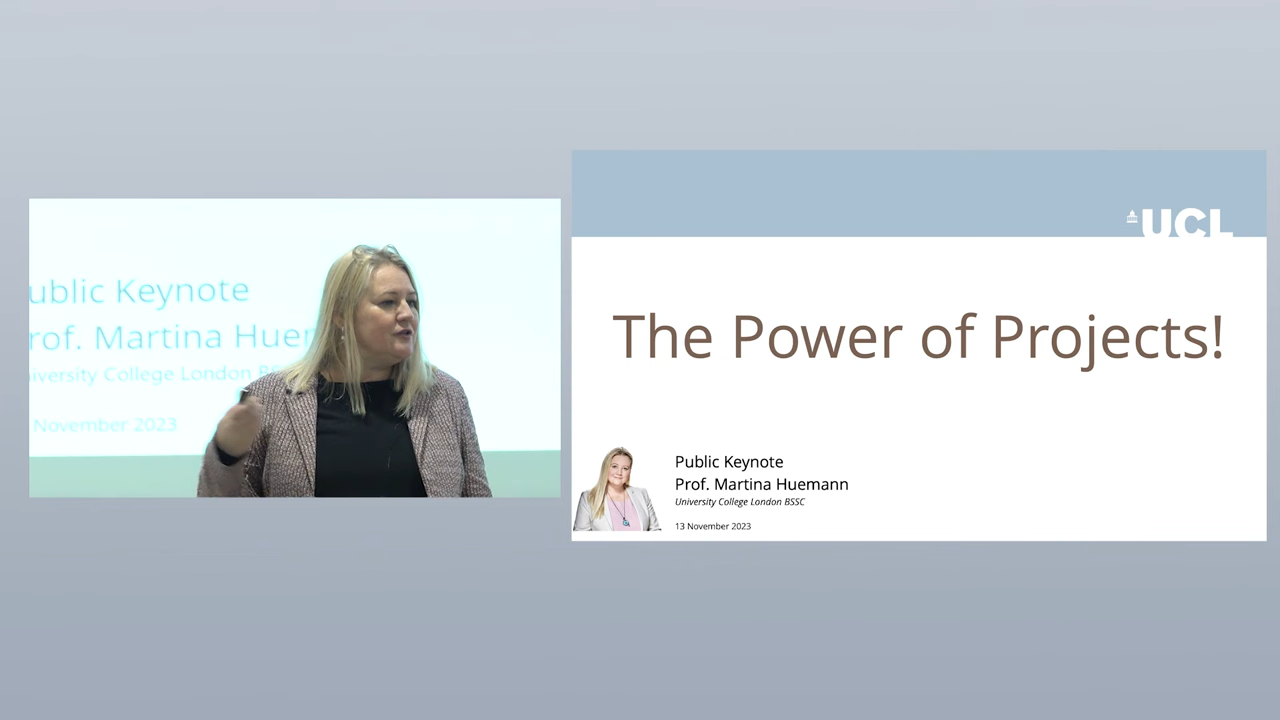 ublic Keynote
rof. Martina Huem
iversity College London BS
November 2023
UCL
The Power of Projects!
Public Keynote
Prof. Martina Huemann
University College London BSSC
13 November 2023